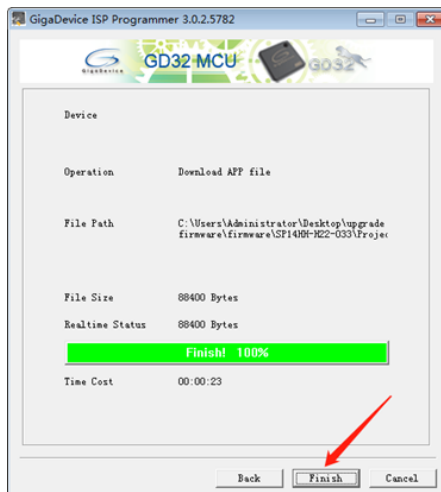 GigaDevice ISP Programmer 3.0.2.5782
GigaDevice
GD32 MCU
GD32
Device
Operation Download APP file
File Path C:\Users\Administrator\Desktop\upgrade
firmware\firmware\SP14HH-M22-033\Projec
File Size 88400 Bytes
Realtime Status 88400 Bytes
Finish! 100%
Time Cost 00:00:23
Back Finish Cancel